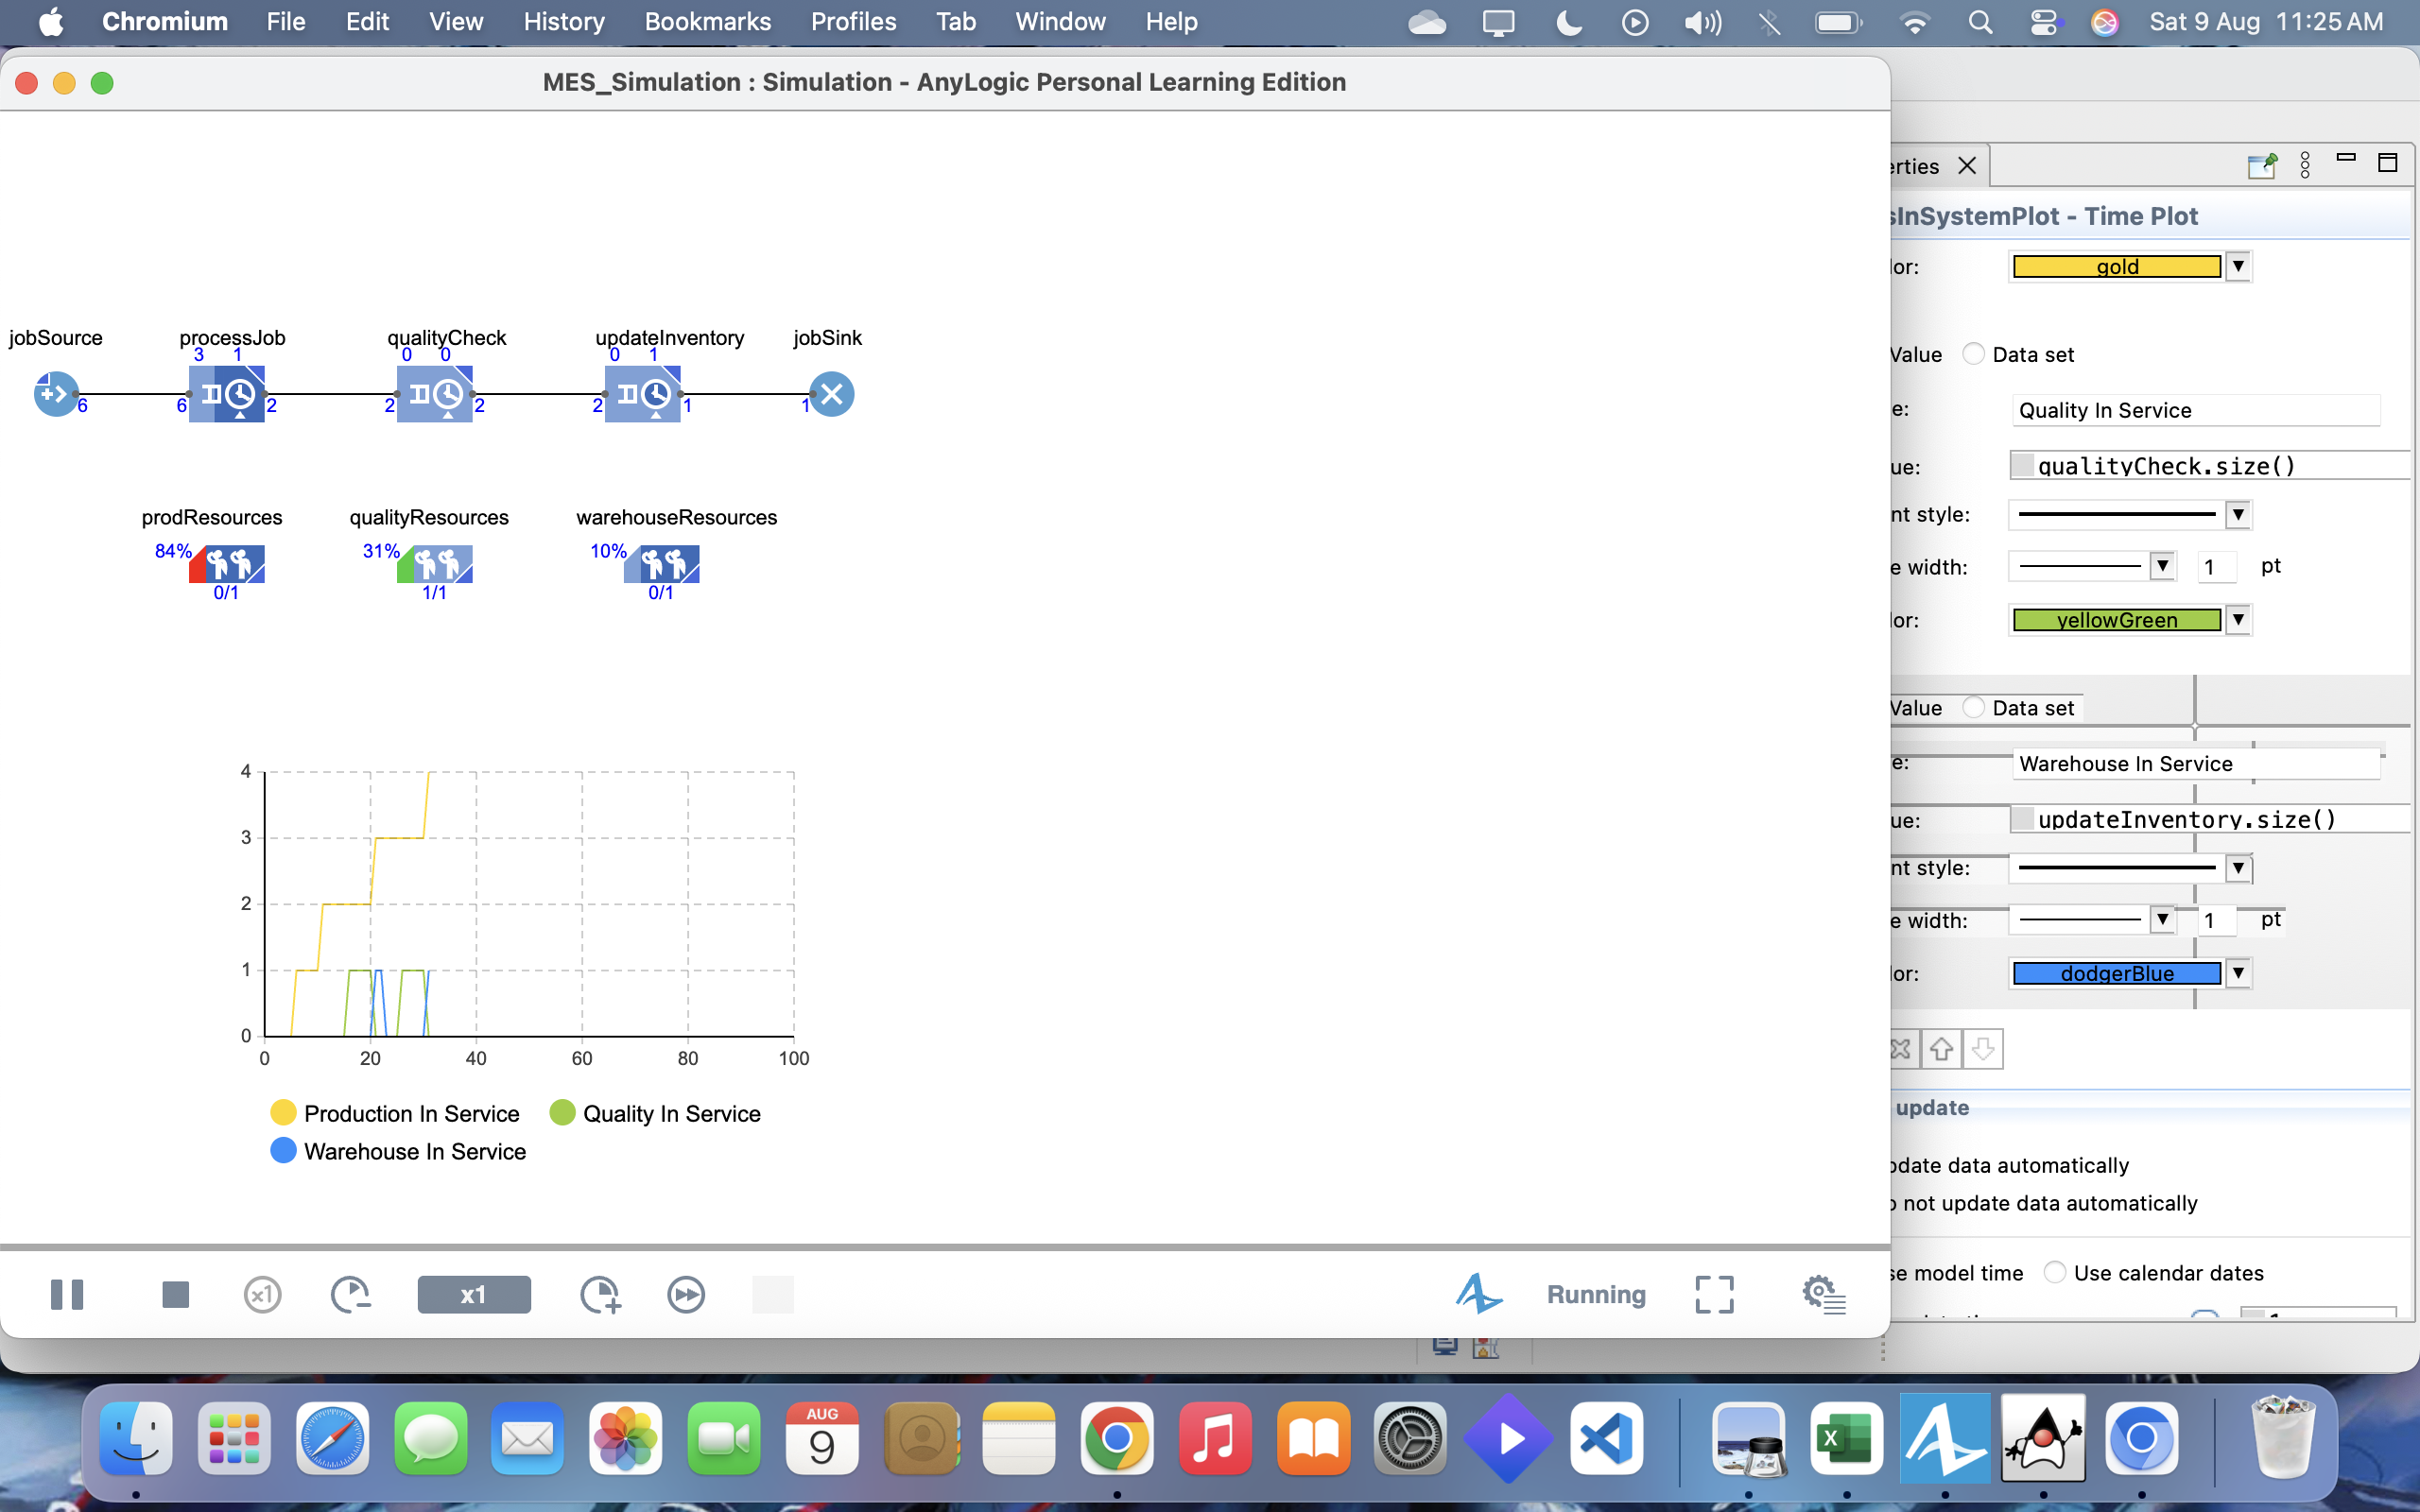 Chromium File Edit View History Bookmarks Profiles Tab Window Help Sat 9 Aug 11:25 AM
MES_Simulation : Simulation - AnyLogic Personal Learning Edition
erties
sInSystemPlot - Time Plot
lor: gold
Value Data set
e: Quality In Service
ue: qualityCheck.size()
nt style:
e width: 1 pt
lor: yellowGreen
Value Data set
e: Warehouse In Service
ue: updateInventory.size()
nt style:
e width: 1 pt
lor: dodgerBlue
update
pdate data automatically
o not update data automatically
se model time Use calendar dates
jobSource processJob qualityCheck updateInventory jobSink
3 1 0 0 0 1
6 6 2 2 2 2 1 1
prodResources qualityResources warehouseResources
84% 31% 10%
0/1 1/1 0/1
4
3
2
1
0
0 20 40 60 80 100
Production In Service Quality In Service
Warehouse In Service
x1 x1 Running
AUG
9
X